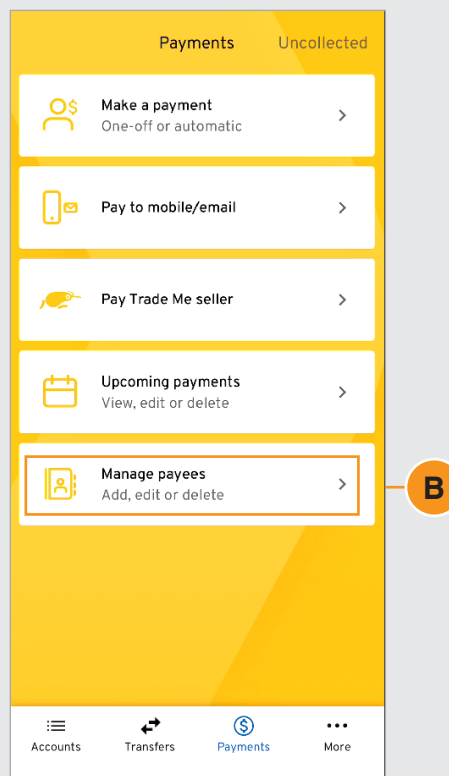 Payments Uncollected
Make a payment
One-off or automatic
Pay to mobile/email
Pay Trade Me seller
Upcoming payments
View, edit or delete
Manage payees
Add, edit or delete
B
Accounts Transfers Payments More